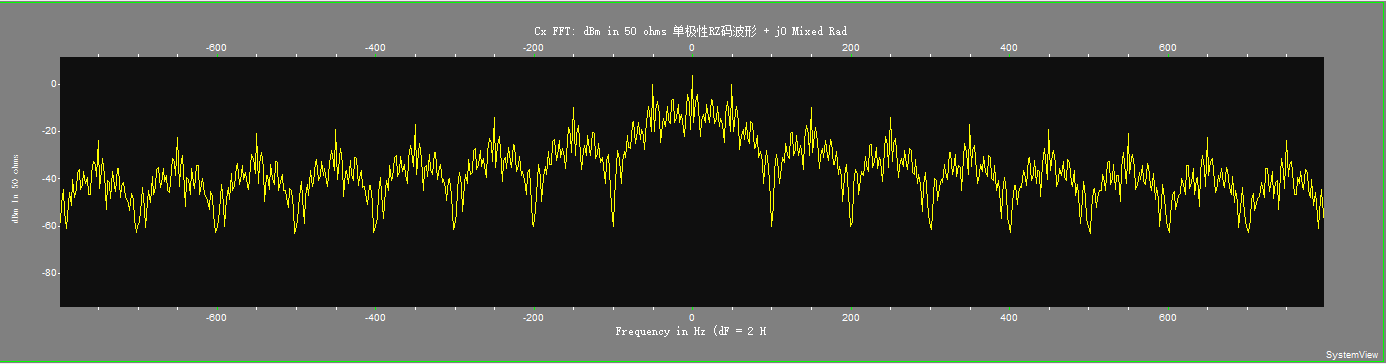 Cx FFT: dBm in 50 ohms 单极性RZ码波形 + j0 Mixed Rad
-600 -400 -200 0 200 400 600
0
-20
-40
-60
-80
dBm in 50 ohms
-600 -400 -200 0 200 400 600
Frequency in Hz (dF = 2 H
SystemView